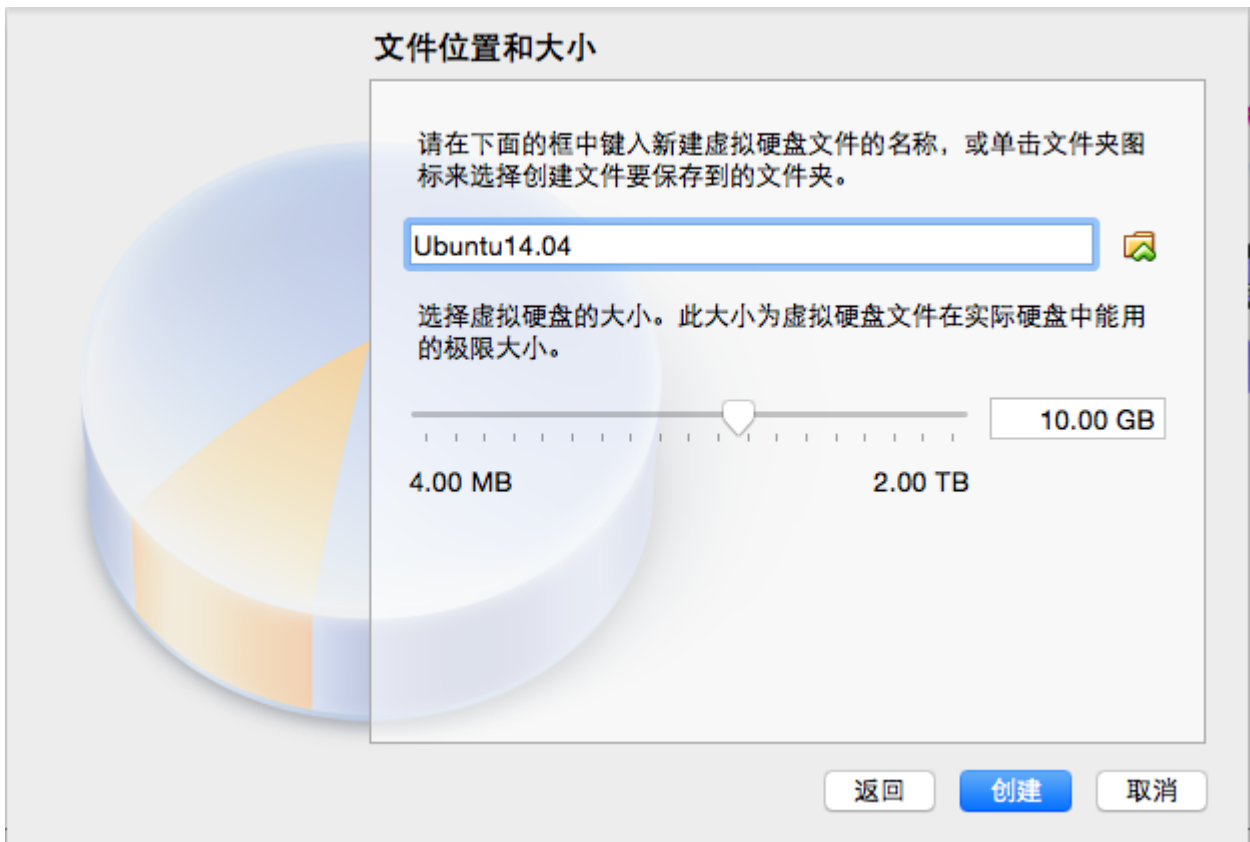 文件位置和大小
请在下面的框中键入新建虚拟硬盘文件的名称，或单击文件夹图
标来选择创建文件要保存到的文件夹。
Ubuntu14.04
选择虚拟硬盘的大小。此大小为虚拟硬盘文件在实际硬盘中能用
的极限大小。
10.00 GB
4.00 MB 2.00 TB
返回 创建 取消